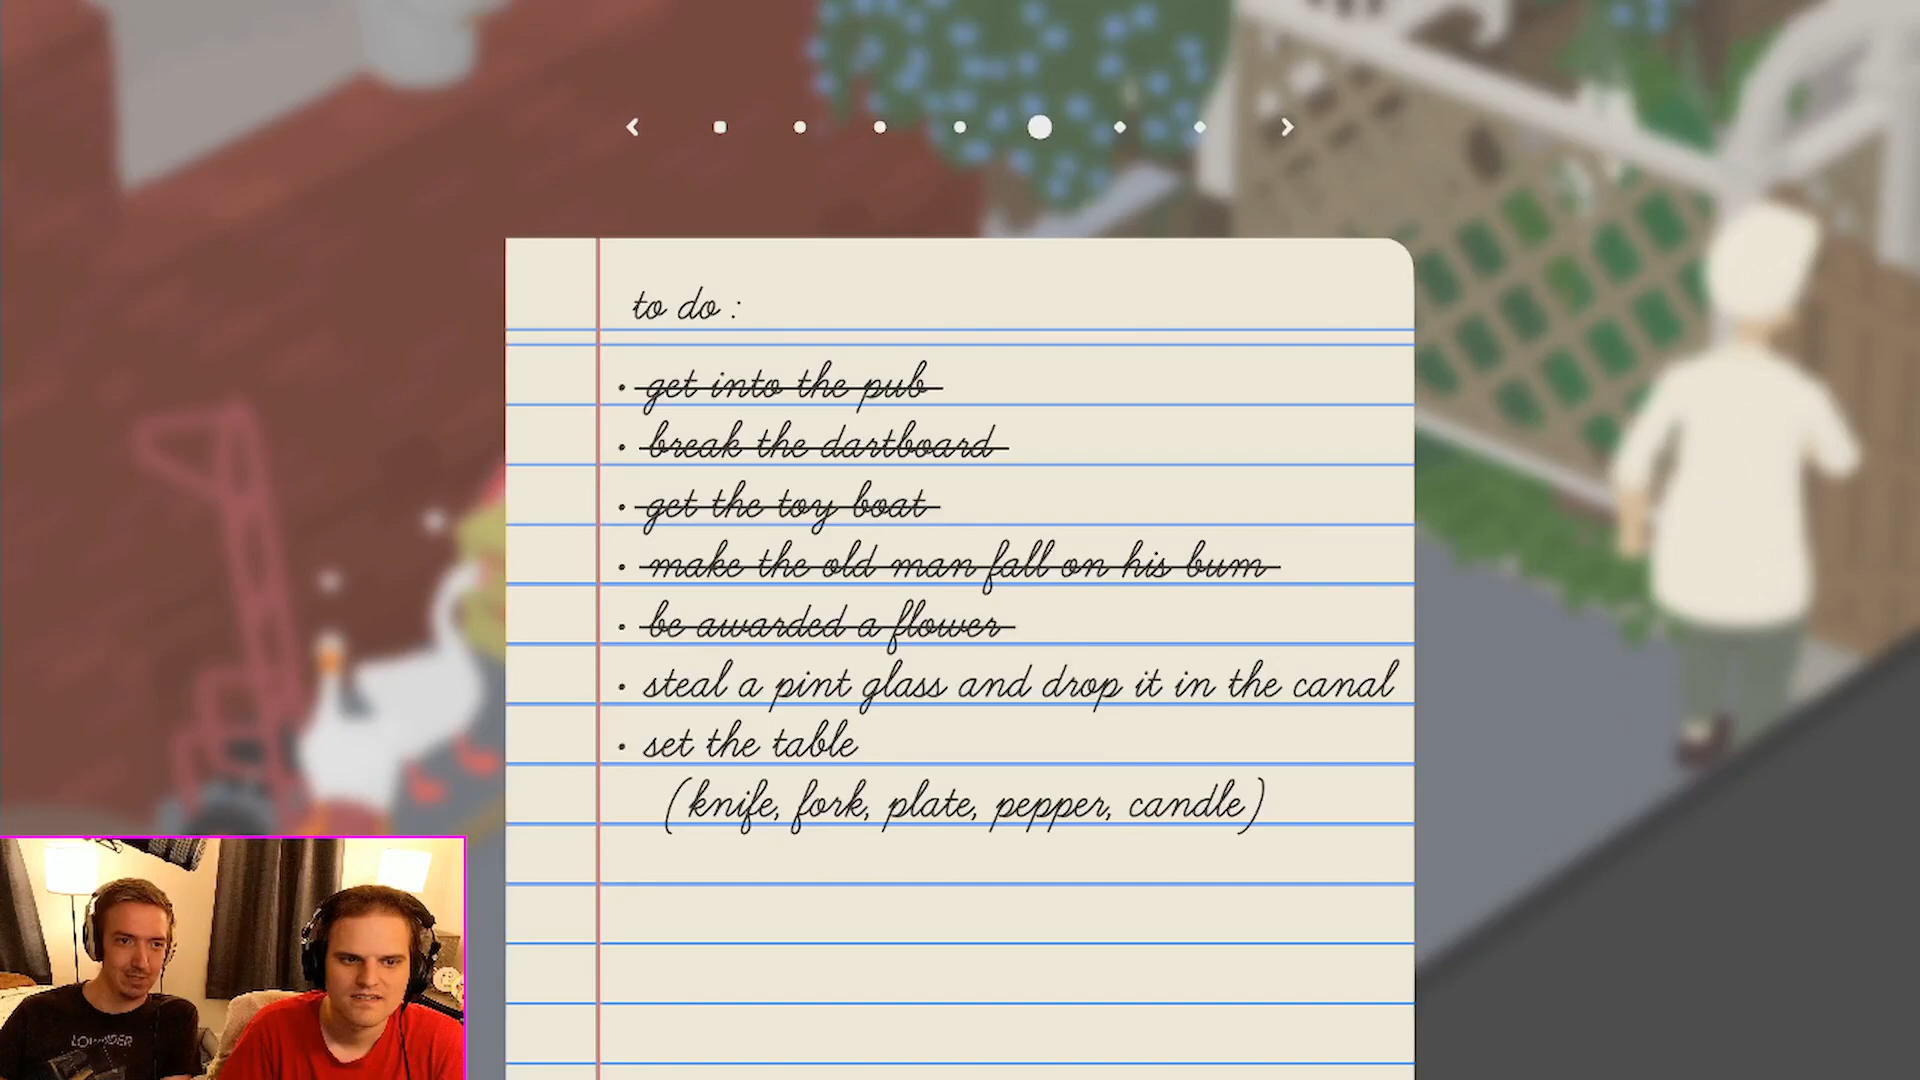 to do :
• get into the pub
• break the dartboard
• get the toy boat
• make the old man fall on his bum
• be awarded a flower
• steal a pint glass and drop it in the canal
• set the table
(knife, fork, plate, pepper, candle)